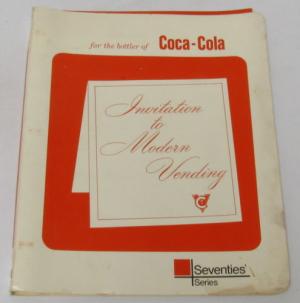 for the bottler of Coca-Cola
Invitation
to
Modern
Vending
Seventies
Series